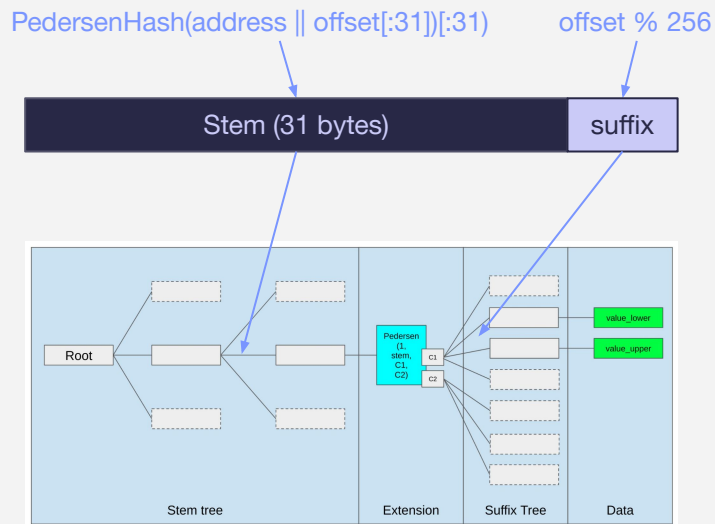 PedersenHash(address || offset[:31])[:31)
offset % 256
Stem (31 bytes)
suffix
Root
Pedersen
(1,
stem,
C1,
C2)
C1
C2
value_lower
value_upper
Stem tree
Extension
Suffix Tree
Data